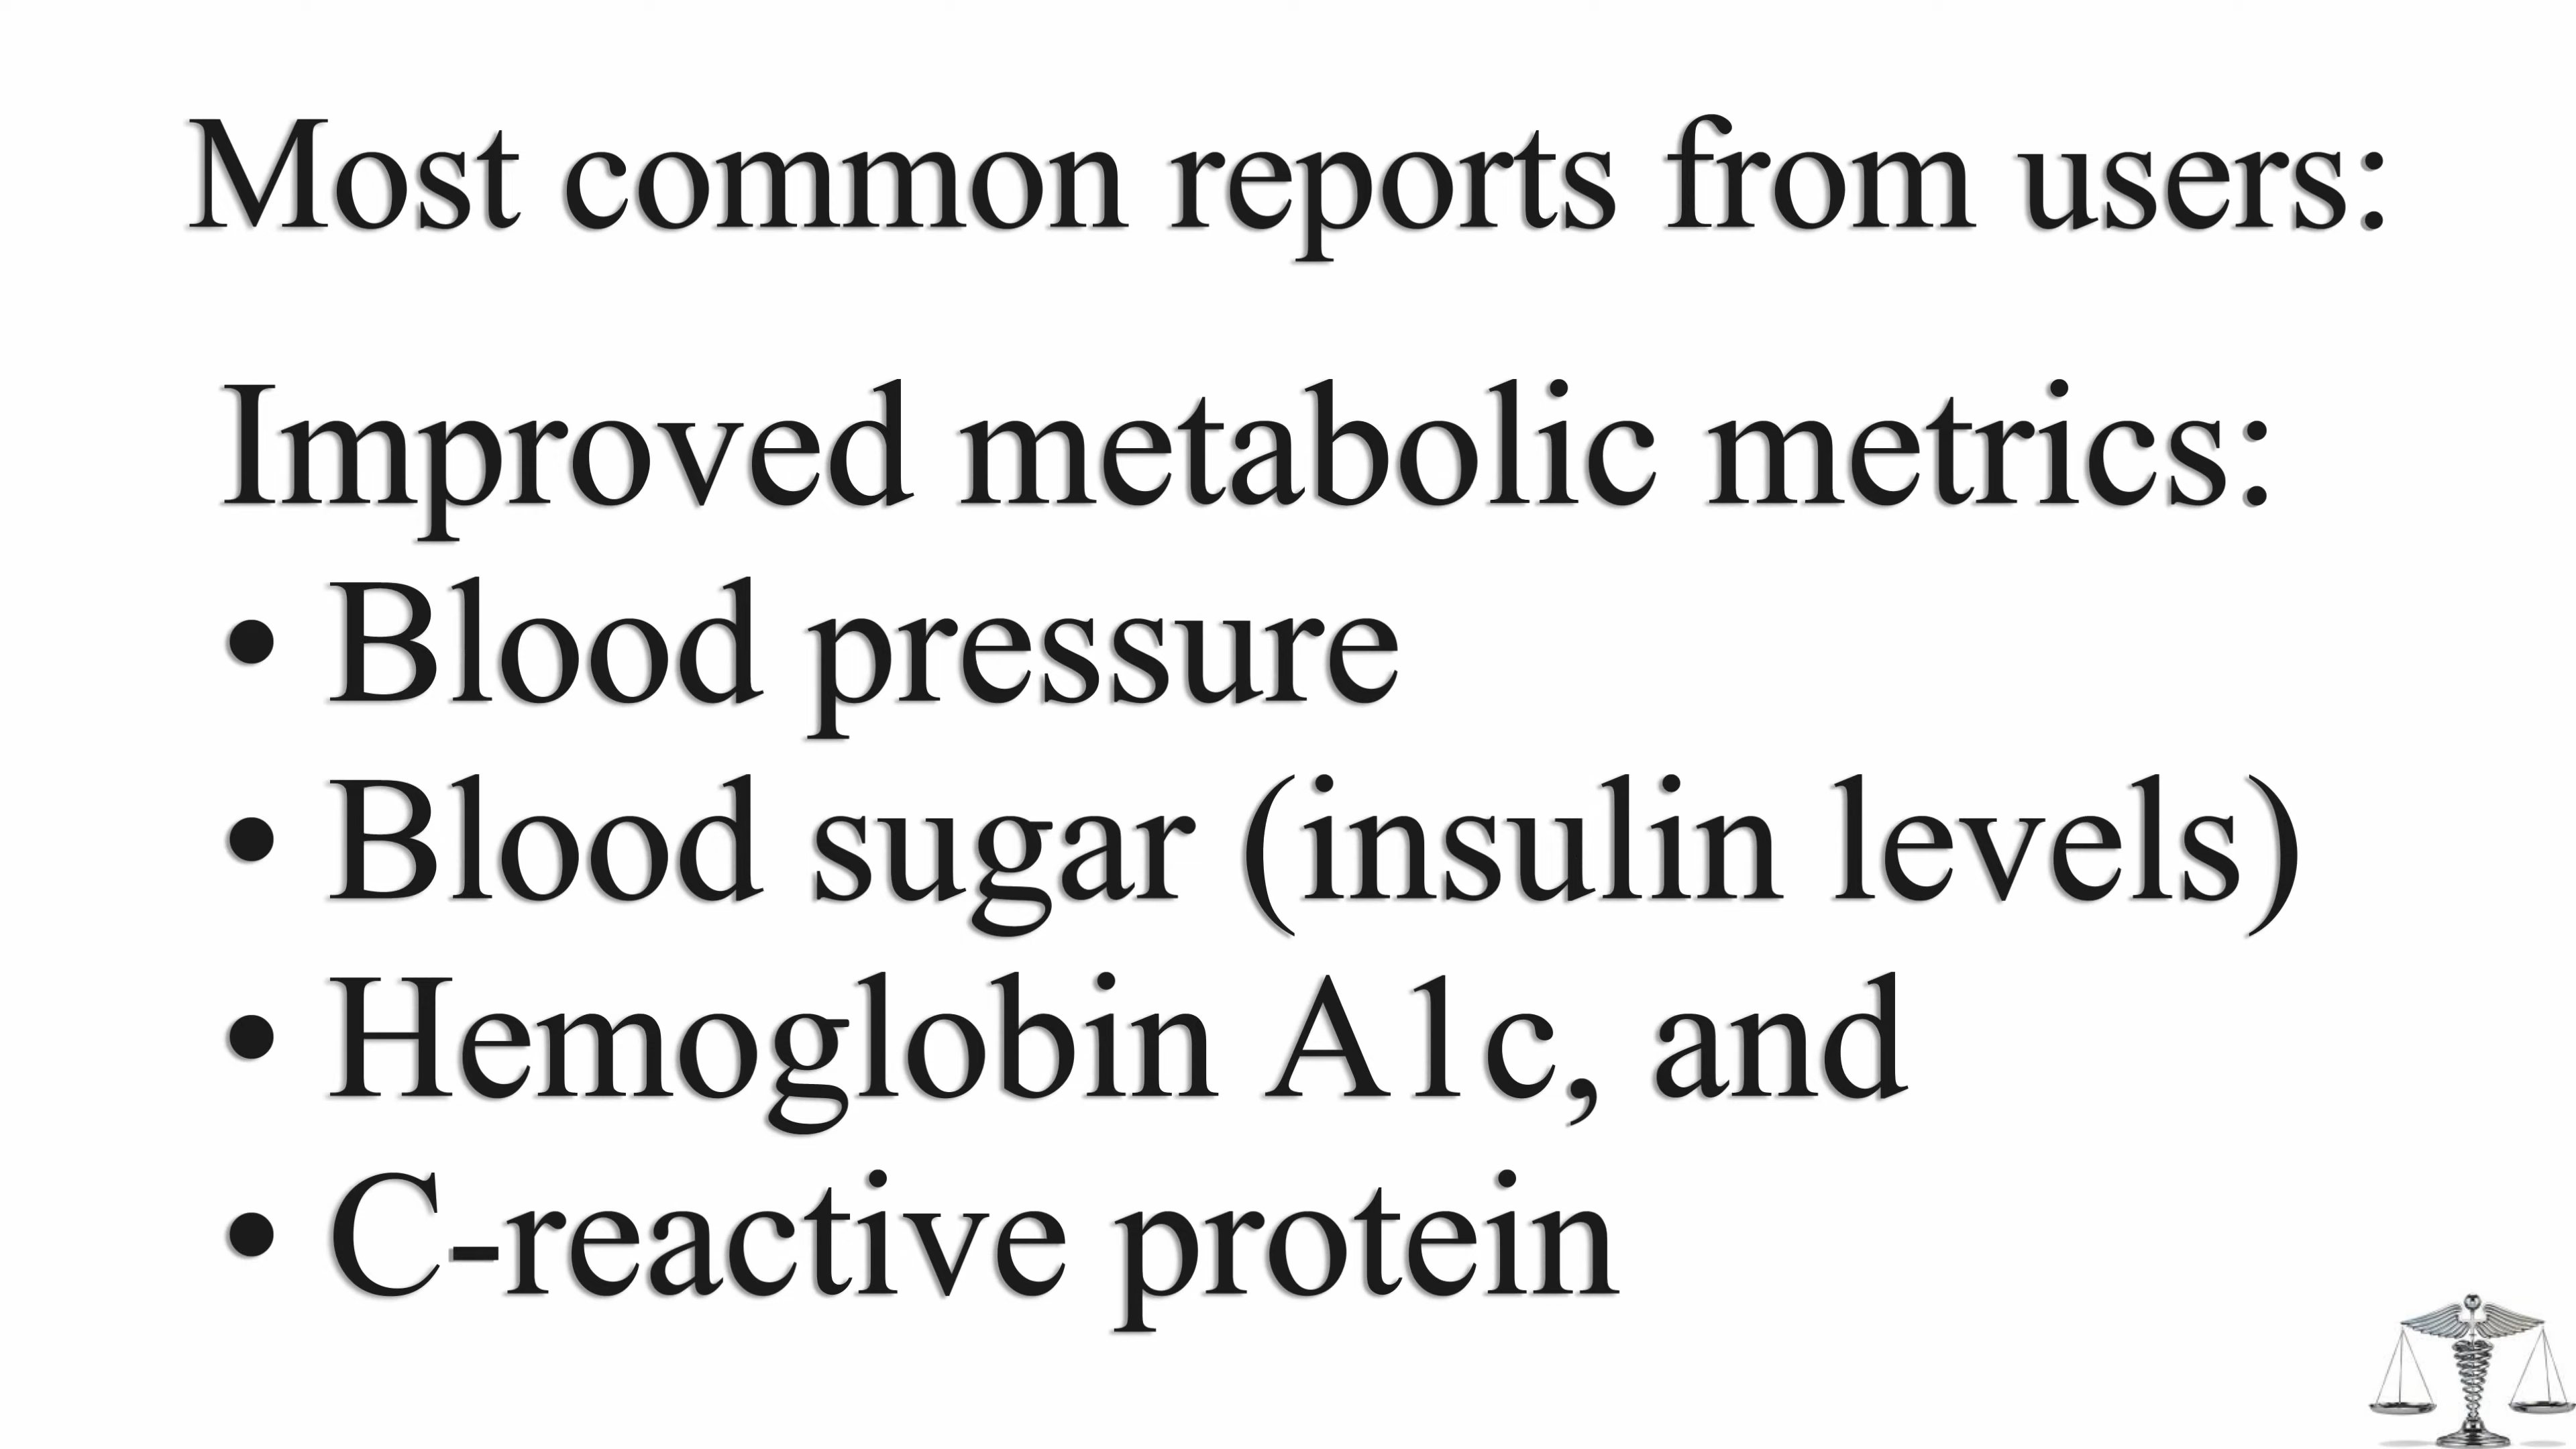 Most common reports from users:
Improved metabolic metrics:
• Blood pressure
• Blood sugar (insulin levels)
• Hemoglobin A1c, and
• C-reactive protein